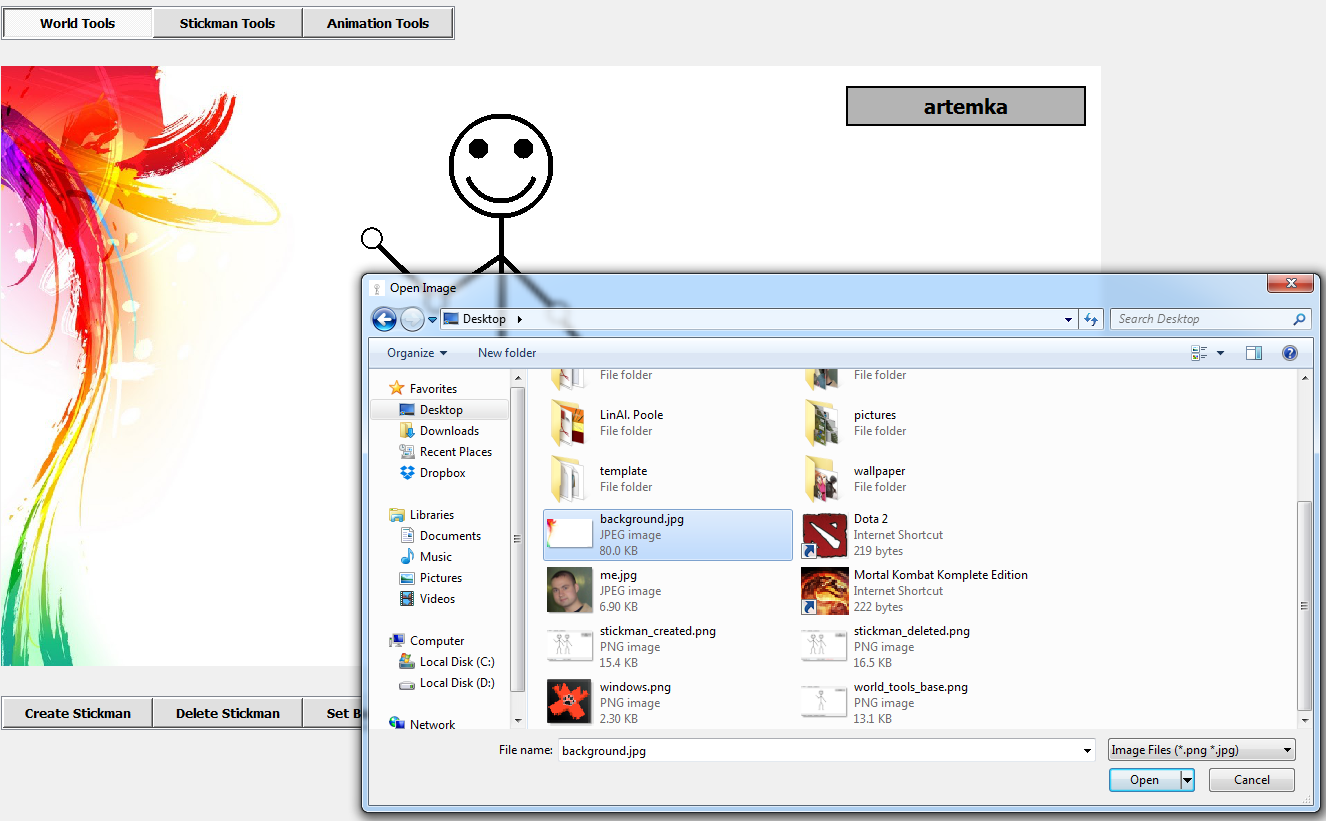 World Tools
Stickman Tools
Animation Tools
artemka
Open Image
Desktop
Search Desktop
Organize
New folder
Favorites
Desktop
Downloads
Recent Places
Dropbox
Libraries
Documents
Music
Pictures
Videos
Computer
Local Disk (C:)
Local Disk (D:)
Network
File folder
File folder
LinAl. Poole
File folder
pictures
File folder
template
File folder
wallpaper
File folder
background.jpg
JPEG image
80.0 KB
Dota 2
Internet Shortcut
219 bytes
me.jpg
JPEG image
6.90 KB
Mortal Kombat Komplete Edition
Internet Shortcut
222 bytes
stickman_created.png
PNG image
15.4 KB
stickman_deleted.png
PNG image
16.5 KB
windows.png
PNG image
2.30 KB
world_tools_base.png
PNG image
13.1 KB
File name: background.jpg
Image Files (*.png *.jpg)
Open
Cancel
Create Stickman
Delete Stickman
Set B